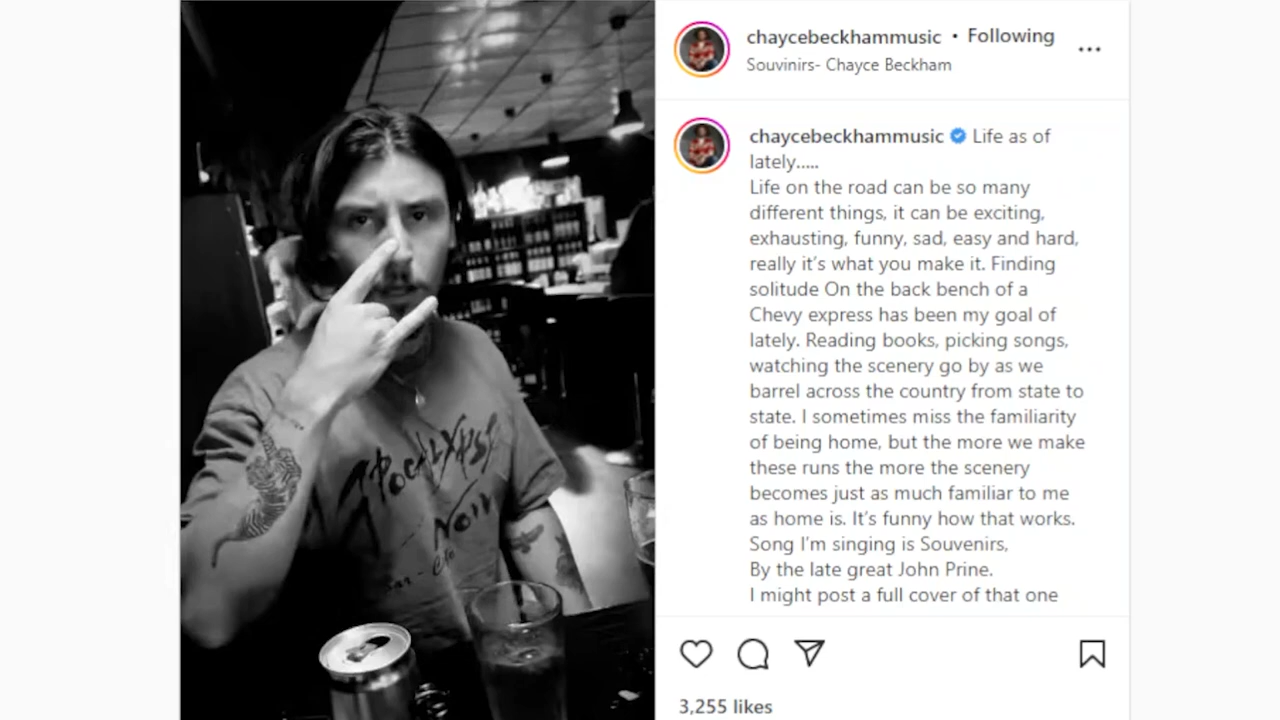 chaycebeckhammusic • Following
Souvinirs- Chayce Beckham
chaycebeckhammusic Life as of
lately.....
Life on the road can be so many
different things, it can be exciting,
exhausting, funny, sad, easy and hard,
really it's what you make it. Finding
solitude On the back bench of a
Chevy express has been my goal of
lately. Reading books, picking songs,
watching the scenery go by as we
barrel across the country from state to
state. I sometimes miss the familiarity
of being home, but the more we make
these runs the more the scenery
becomes just as much familiar to me
as home is. It's funny how that works.
Song I'm singing is Souvenirs,
By the late great John Prine.
I might post a full cover of that one
3,255 likes
APOCALYPSE
Now